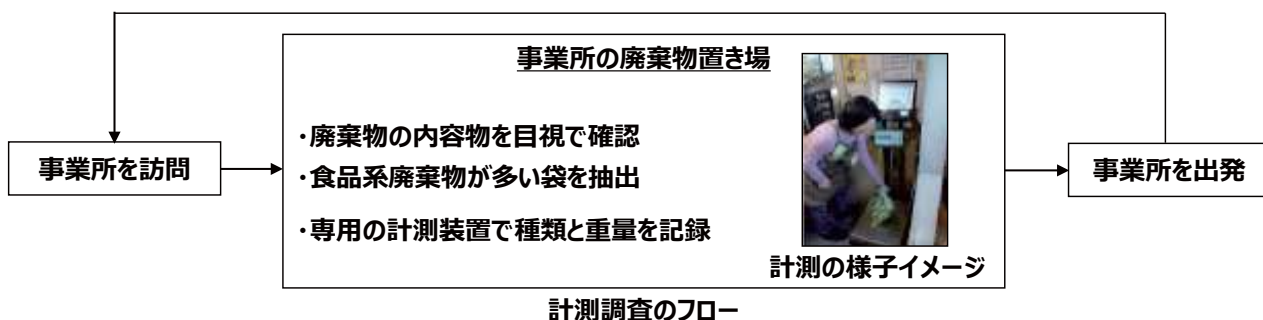 事業所の廃棄物置き場
・廃棄物の内容物を目視で確認
事業所を訪問
・食品系廃棄物が多い袋を抽出
事業所を出発
・専用の計測装置で種類と重量を記録
計測の様子イメージ
計測調査のフロー